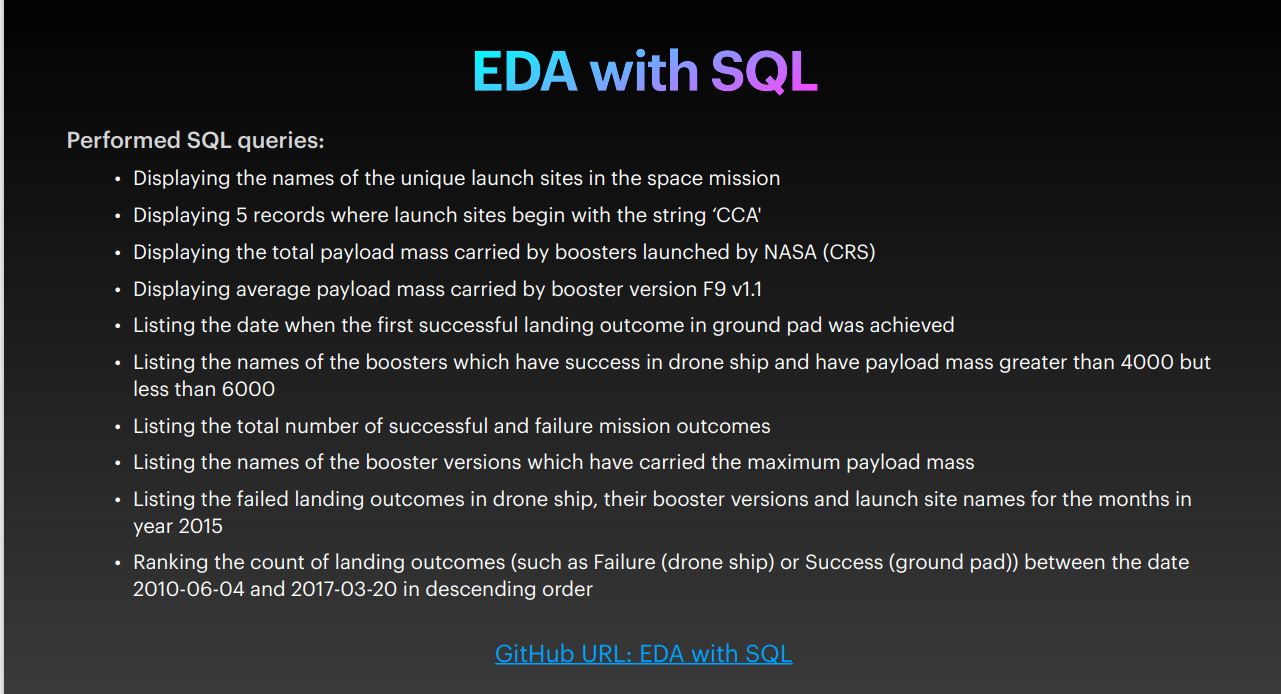 EDA with SQL
Performed SQL queries:
• Displaying the names of the unique launch sites in the space mission
• Displaying 5 records where launch sites begin with the string ‘CCA'
• Displaying the total payload mass carried by boosters launched by NASA (CRS)
• Displaying average payload mass carried by booster version F9 v1.1
• Listing the date when the first successful landing outcome in ground pad was achieved
• Listing the names of the boosters which have success in drone ship and have payload mass greater than 4000 but
less than 6000
• Listing the total number of successful and failure mission outcomes
• Listing the names of the booster versions which have carried the maximum payload mass
• Listing the failed landing outcomes in drone ship, their booster versions and launch site names for the months in
year 2015
• Ranking the count of landing outcomes (such as Failure (drone ship) or Success (ground pad)) between the date
2010-06-04 and 2017-03-20 in descending order
GitHub URL: EDA with SQL